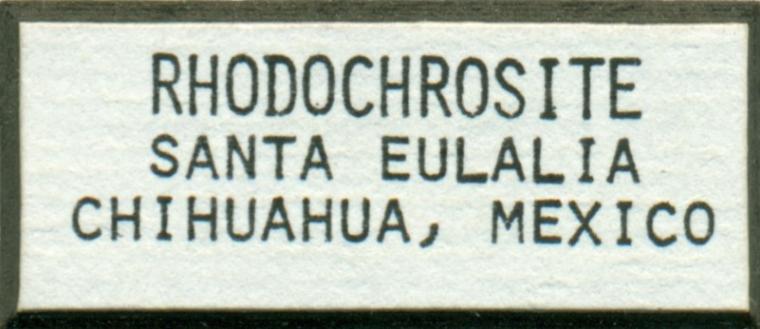 RHODOCHROSITE
SANTA EULALIA
CHIHUAHUA, MEXICO